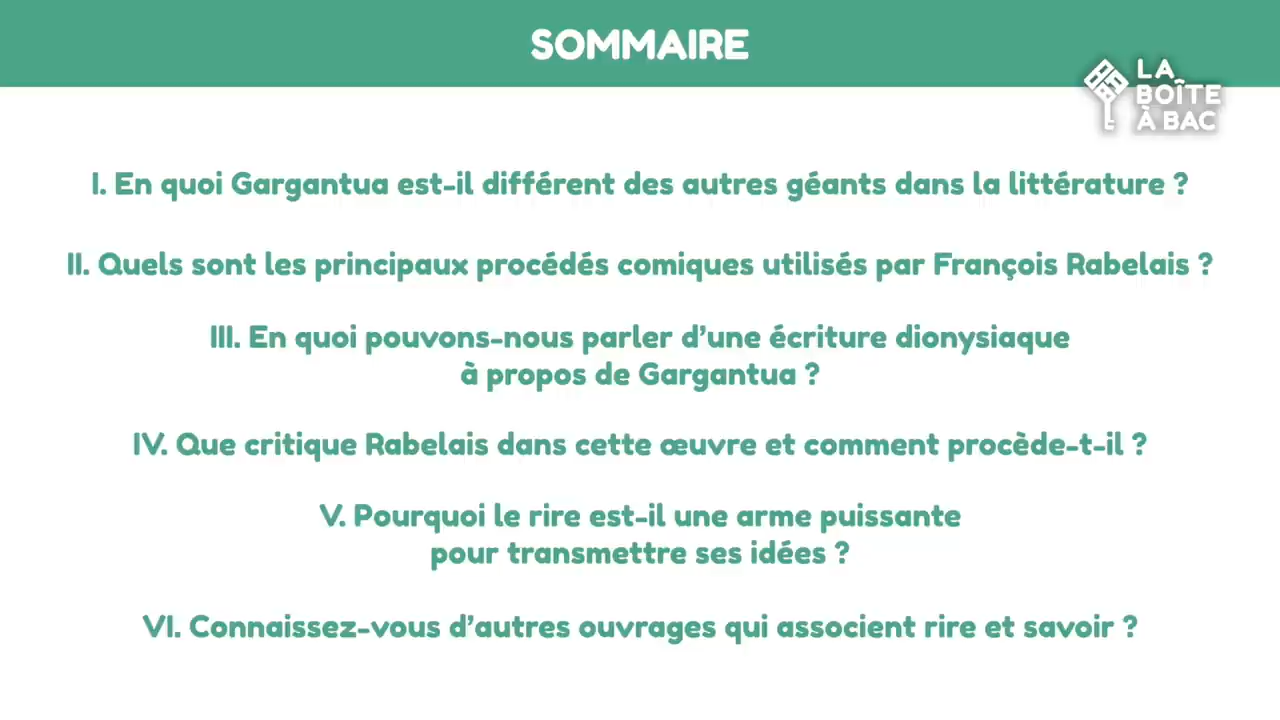 SOMMAIRE
LA
BOÎTE
À BAC
I. En quoi Gargantua est-il différent des autres géants dans la littérature ?
II. Quels sont les principaux procédés comiques utilisés par François Rabelais ?
III. En quoi pouvons-nous parler d’une écriture dionysiaque
à propos de Gargantua ?
IV. Que critique Rabelais dans cette œuvre et comment procède-t-il ?
V. Pourquoi le rire est-il une arme puissante
pour transmettre ses idées ?
VI. Connaissez-vous d’autres ouvrages qui associent rire et savoir ?